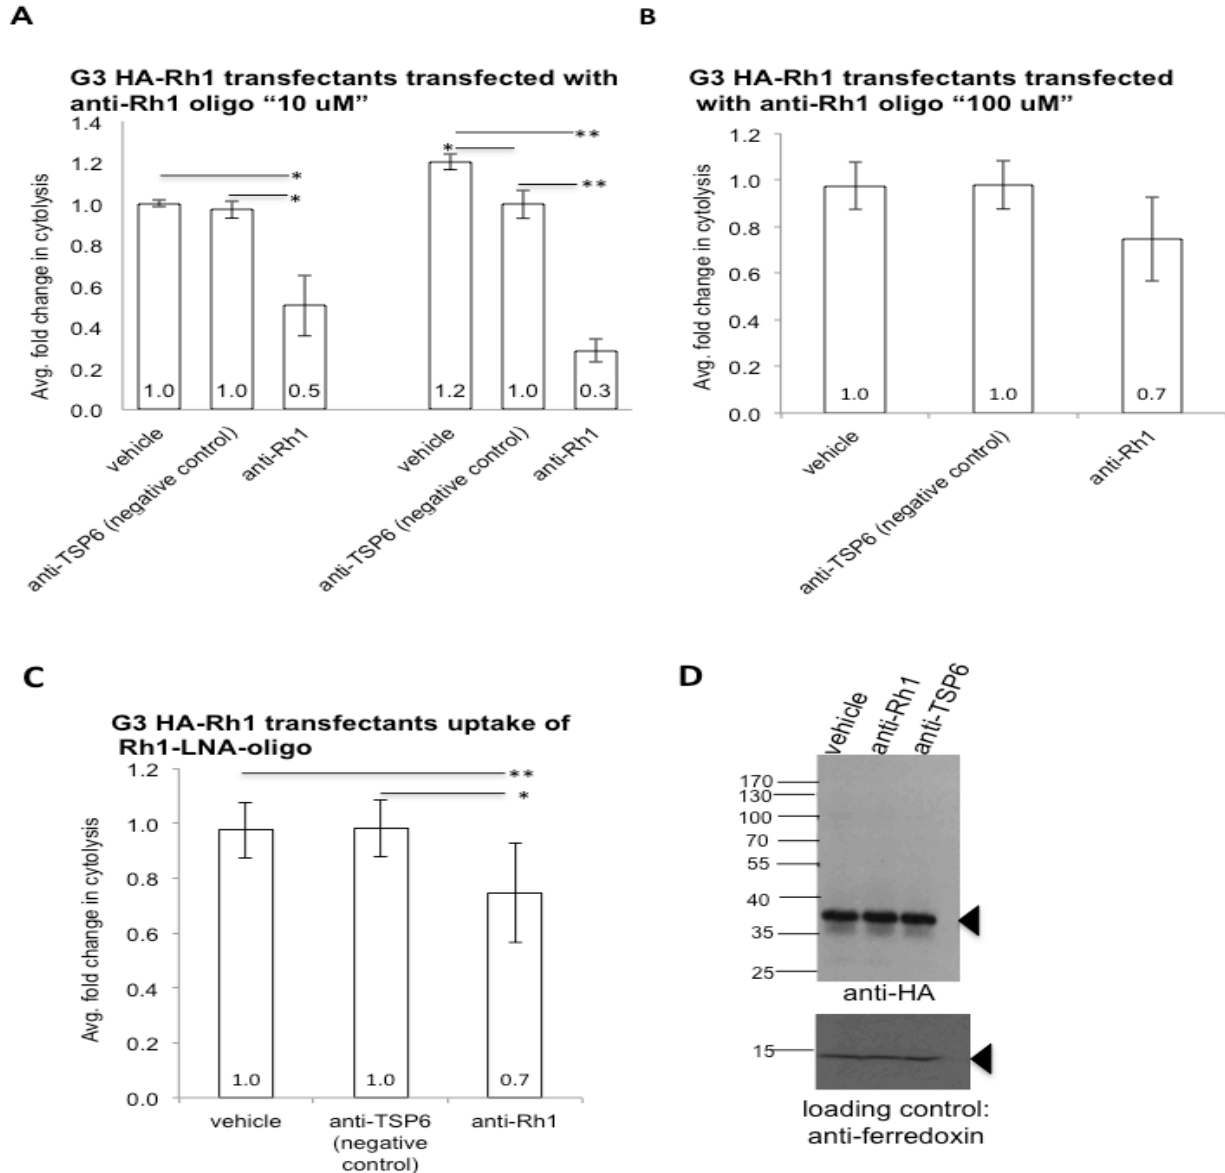 A
B
G3 HA-Rh1 transfectants transfected with
anti-Rh1 oligo “10 uM”
G3 HA-Rh1 transfectants transfected
with anti-Rh1 oligo “100 uM”
Avg. fold change in cytolysis
1.4
1.2
1.0
0.8
0.6
0.4
0.2
0.0
*
*
**
*
**
1.0
1.0
0.5
1.2
1.0
0.3
vehicle
anti-TSP6 (negative control)
anti-Rh1
vehicle
anti-TSP6 (negative control)
anti-Rh1
Avg. fold change in cytolysis
1.2
1.0
0.8
0.6
0.4
0.2
0.0
1.0
1.0
0.7
vehicle
anti-TSP6 (negative control)
anti-Rh1
C
G3 HA-Rh1 transfectants uptake of
Rh1-LNA-oligo
Avg. fold change in cytolysis
1.2
1.0
0.8
0.6
0.4
0.2
0.0
**
*
1.0
1.0
0.7
vehicle
anti-TSP6
(negative
control)
anti-Rh1
D
vehicle
anti-Rh1
anti-TSP6
170
130
100
70
55
40
35
25
anti-HA
15
loading control:
anti-ferredoxin